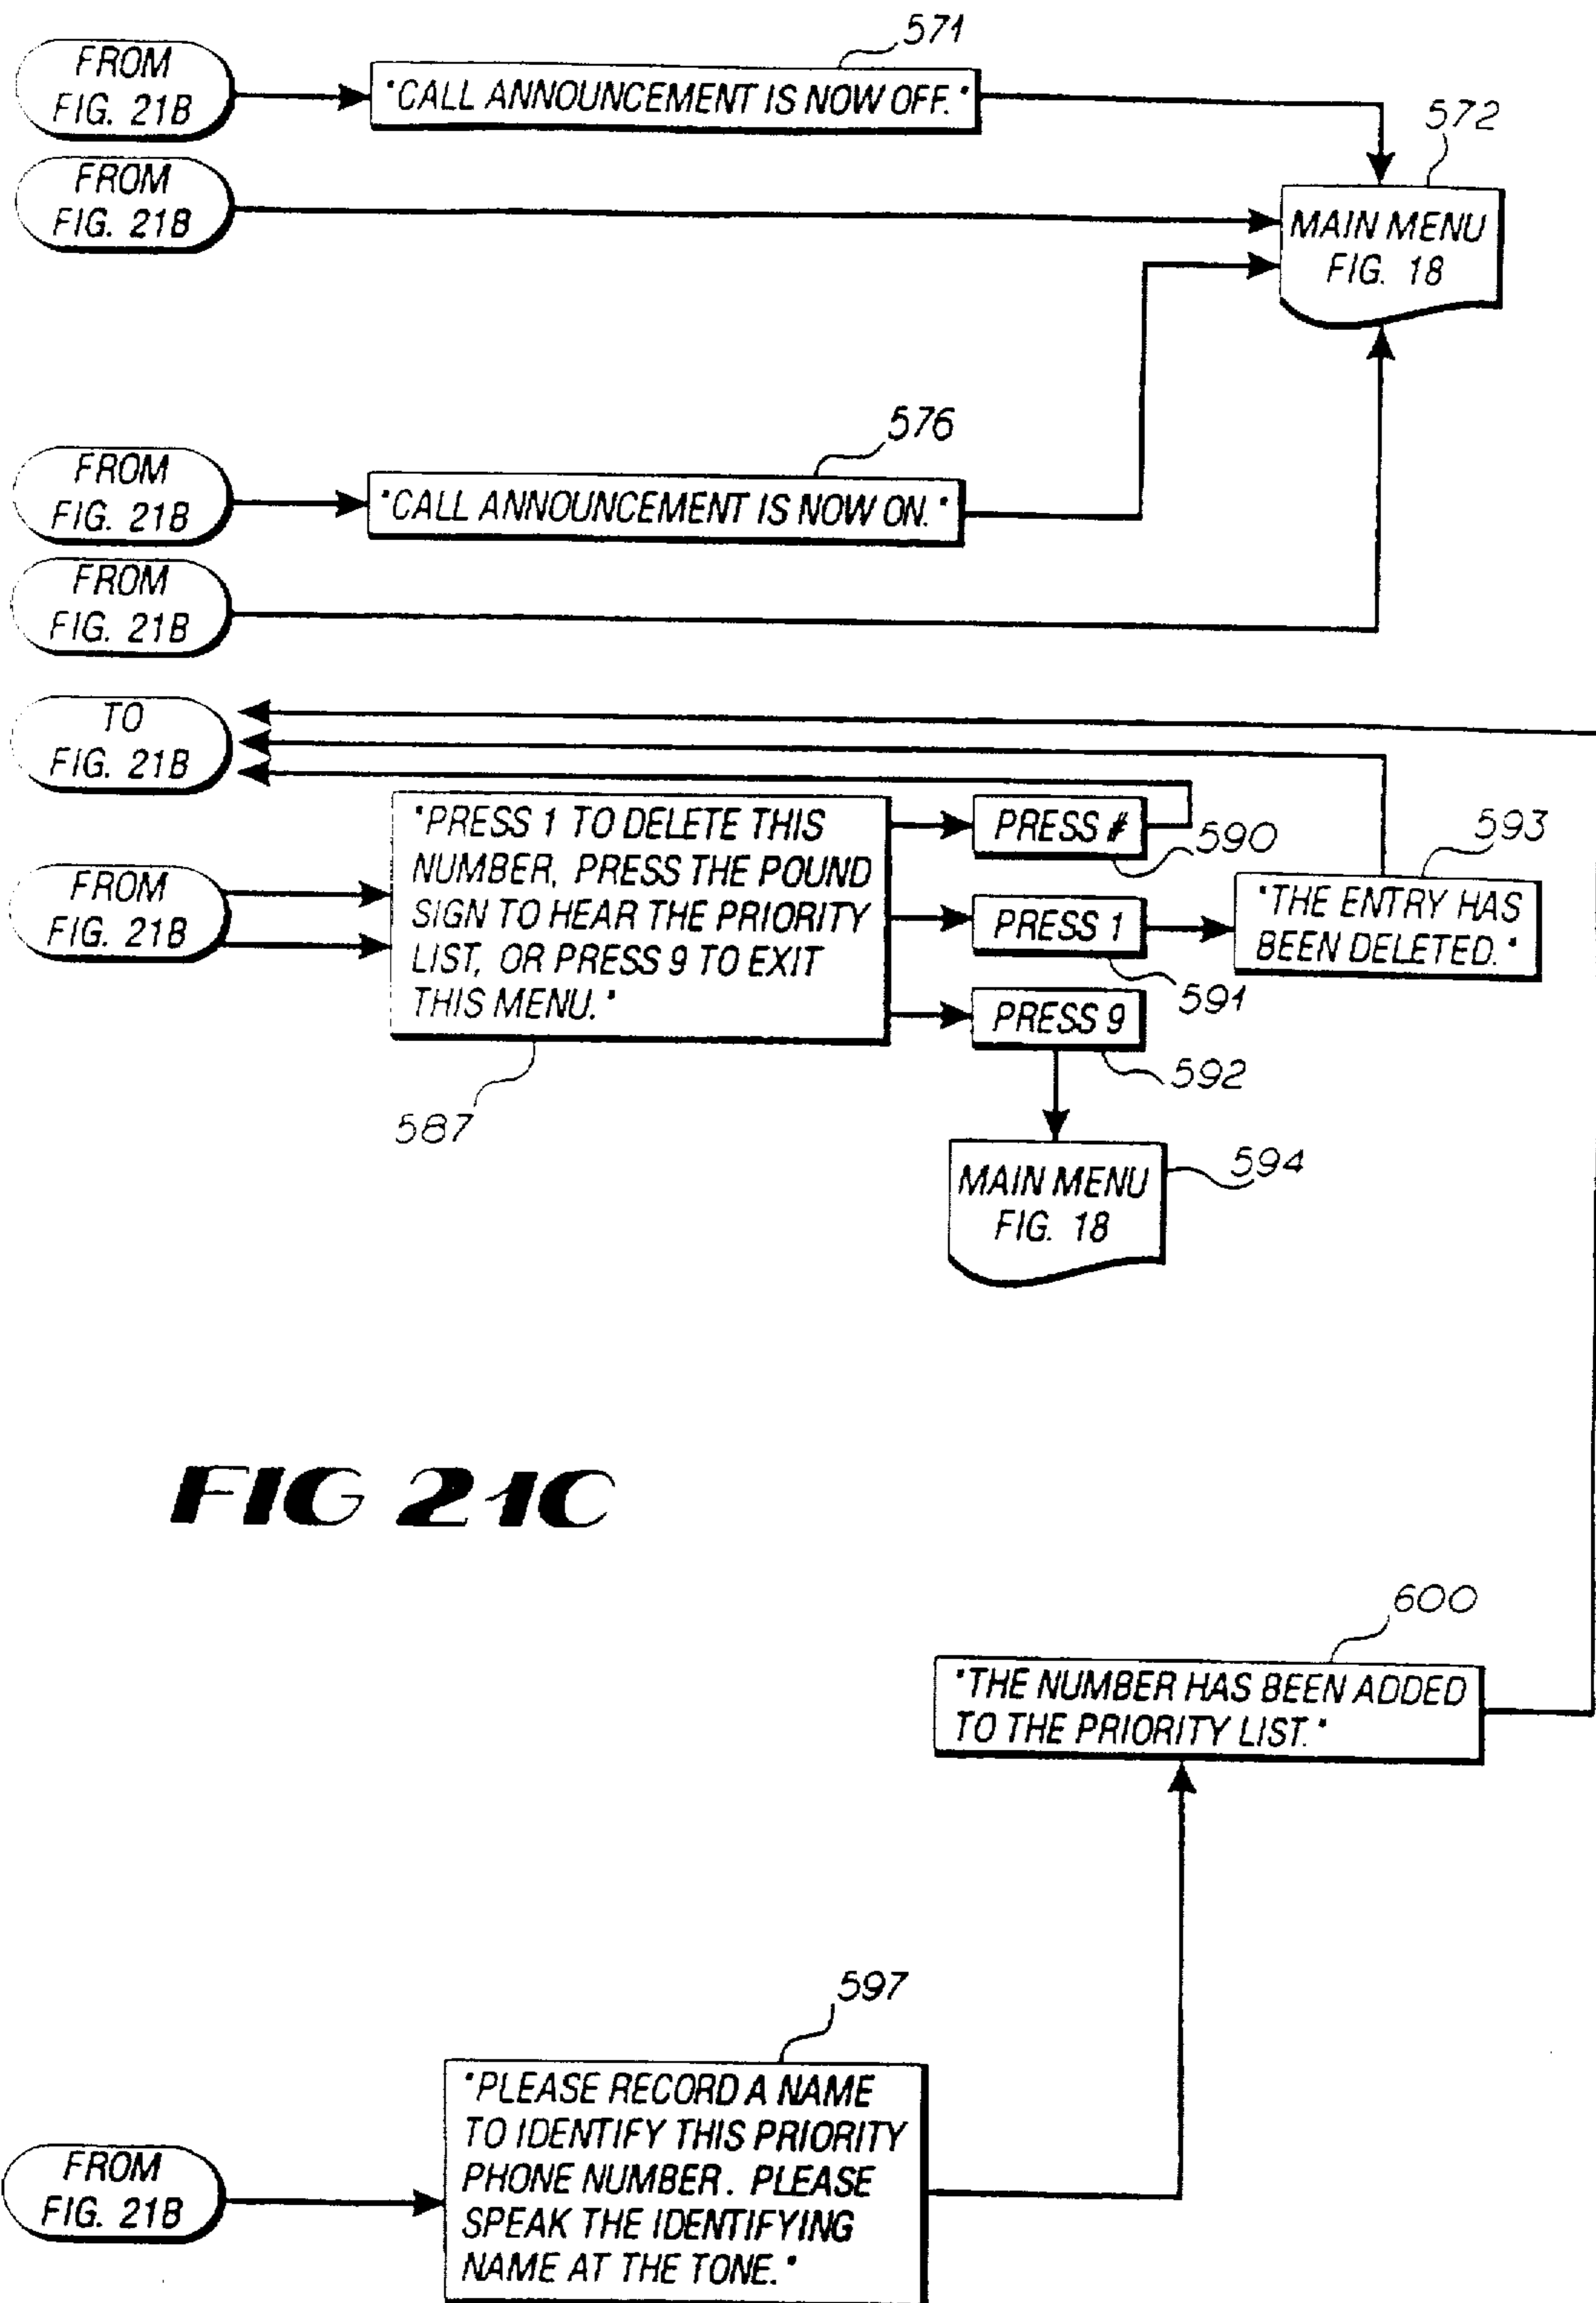 571
FROM
FIG. 21B
"CALL ANNOUNCEMENT IS NOW OFF."
572
FROM
FIG. 21B
MAIN MENU
FIG. 18
576
FROM
FIG. 21B
"CALL ANNOUNCEMENT IS NOW ON."
FROM
FIG. 21B
TO
FIG. 21B
"PRESS 1 TO DELETE THIS
NUMBER, PRESS THE POUND
SIGN TO HEAR THE PRIORITY
LIST, OR PRESS 9 TO EXIT
THIS MENU."
PRESS #
590
593
FROM
FIG. 21B
PRESS 1
591
"THE ENTRY HAS
BEEN DELETED."
PRESS 9
592
587
MAIN MENU
FIG. 18
594
FIG 21C
600
"THE NUMBER HAS BEEN ADDED
TO THE PRIORITY LIST."
597
FROM
FIG. 21B
"PLEASE RECORD A NAME
TO IDENTIFY THIS PRIORITY
PHONE NUMBER. PLEASE
SPEAK THE IDENTIFYING
NAME AT THE TONE."